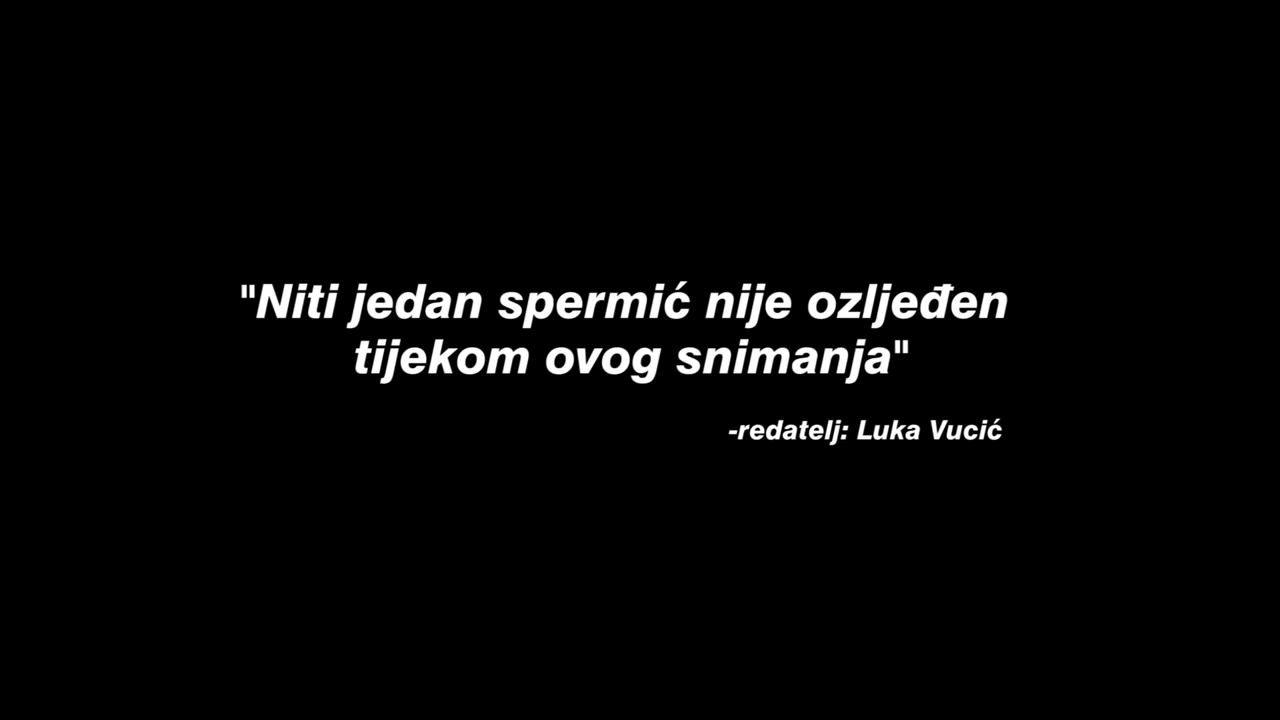 "Niti jedan spermić nije ozljeđen
tijekom ovog snimanja"
-redatelj: Luka Vucić